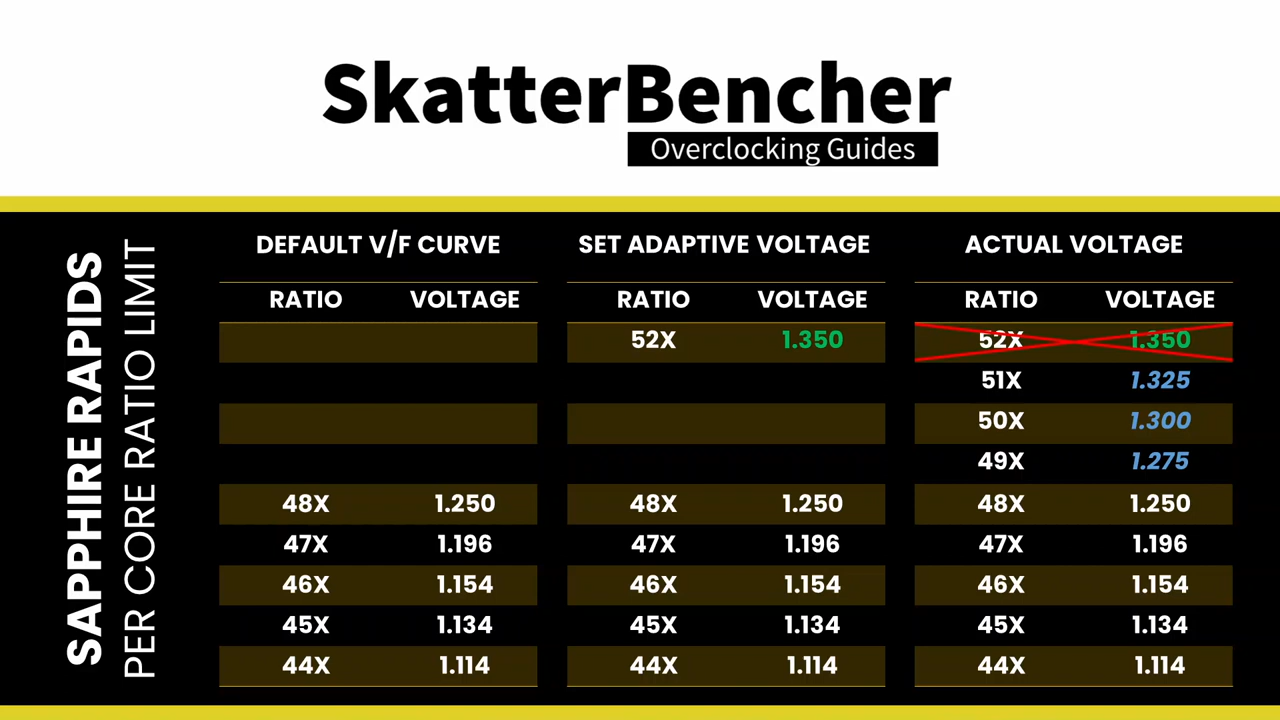 SkatterBencher
Overclocking Guides
SAPPHIRE RAPIDS
PER CORE RATIO LIMIT
DEFAULT V/F CURVE SET ADAPTIVE VOLTAGE ACTUAL VOLTAGE
RATIO VOLTAGE RATIO VOLTAGE RATIO VOLTAGE
52X 1.350 52X 1.350
51X 1.325
50X 1.300
49X 1.275
48X 1.250 48X 1.250 48X 1.250
47X 1.196 47X 1.196 47X 1.196
46X 1.154 46X 1.154 46X 1.154
45X 1.134 45X 1.134 45X 1.134
44X 1.114 44X 1.114 44X 1.114